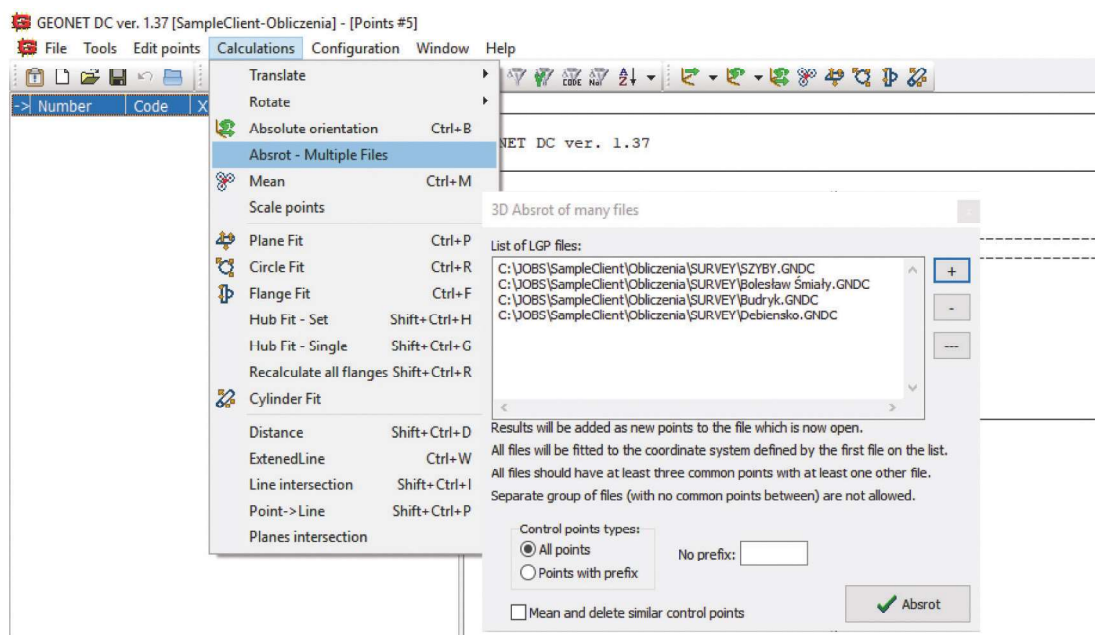 GEONET DC ver. 1.37 [SampleClient-Obliczenia] - [Points #5]
File Tools Edit points Calculations Configuration Window Help
-> Number Code X
Translate
Rotate
Absolute orientation Ctrl+B
Absrot - Multiple Files
Mean Ctrl+M
Scale points
Plane Fit Ctrl+P
Circle Fit Ctrl+R
Flange Fit Ctrl+F
Hub Fit - Set Shift+Ctrl+H
Hub Fit - Single Shift+Ctrl+G
Recalculate all flanges Shift+Ctrl+R
Cylinder Fit
Distance Shift+Ctrl+D
ExtenedLine Ctrl+W
Line intersection Shift+Ctrl+I
Point->Line Shift+Ctrl+P
Planes intersection
NET DC ver. 1.37
3D Absrot of many files
List of LGP files:
C:\JOBS\SampleClient\Obliczenia\SURVEY\SZYBY.GNDC
C:\JOBS\SampleClient\Obliczenia\SURVEY\Bolesław Śmiały.GNDC
C:\JOBS\SampleClient\Obliczenia\SURVEY\Budryk.GNDC
C:\JOBS\SampleClient\Obliczenia\SURVEY\Debiensko.GNDC
+
-
---
Results will be added as new points to the file which is now open.
All files will be fitted to the coordinate system defined by the first file on the list.
All files should have at least three common points with at least one other file.
Separate group of files (with no common points between) are not allowed.
Control points types:
All points
Points with prefix
No prefix:
Mean and delete similar control points
Absrot